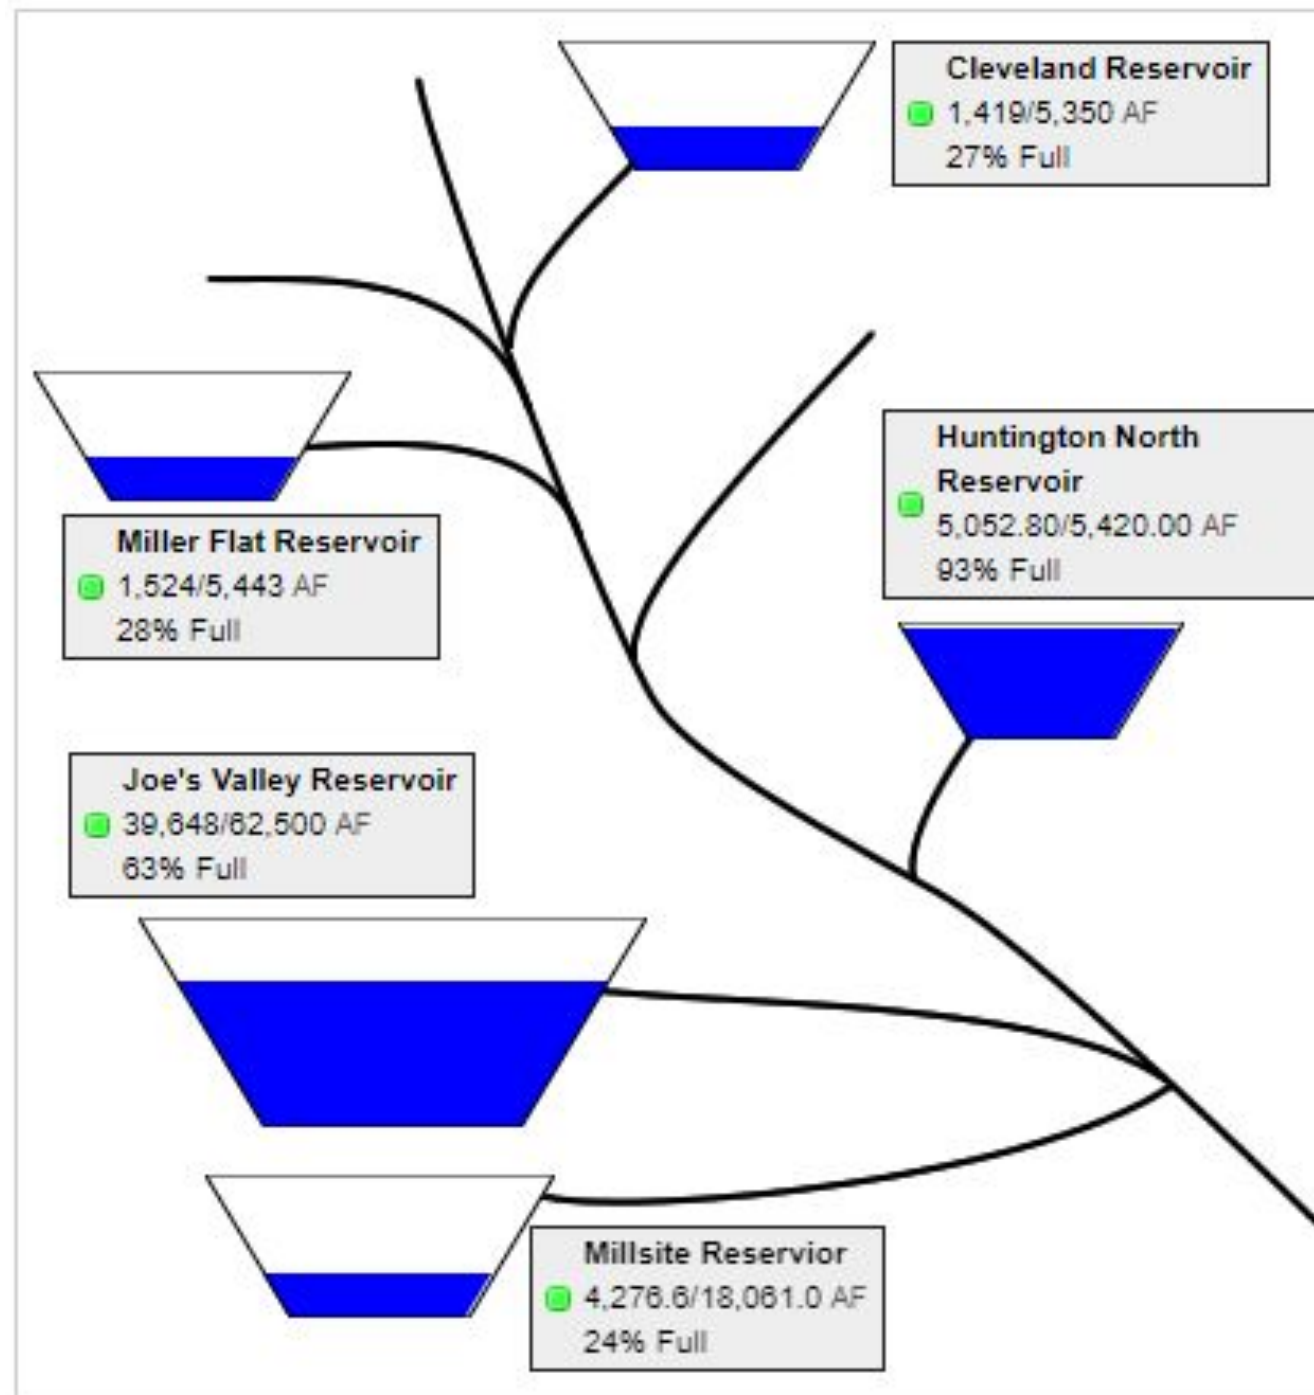 Cleveland Reservoir
1,419/5,350 AF
27% Full
Huntington North
Reservoir
5,052.80/5,420.00 AF
93% Full
Miller Flat Reservoir
1,524/5,443 AF
28% Full
Joe's Valley Reservoir
39,648/62,500 AF
63% Full
Millsite Reservior
4,276.6/18,061.0 AF
24% Full